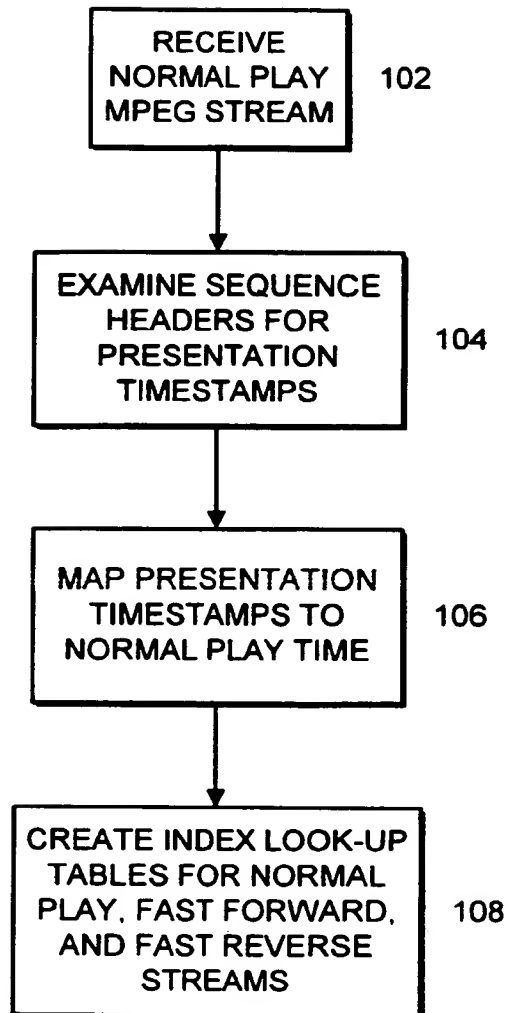 RECEIVE
NORMAL PLAY
MPEG STREAM
102
EXAMINE SEQUENCE
HEADERS FOR
PRESENTATION
TIMESTAMPS
104
MAP PRESENTATION
TIMESTAMPS TO
NORMAL PLAY TIME
106
CREATE INDEX LOOK-UP
TABLES FOR NORMAL
PLAY, FAST FORWARD,
AND FAST REVERSE
STREAMS
108